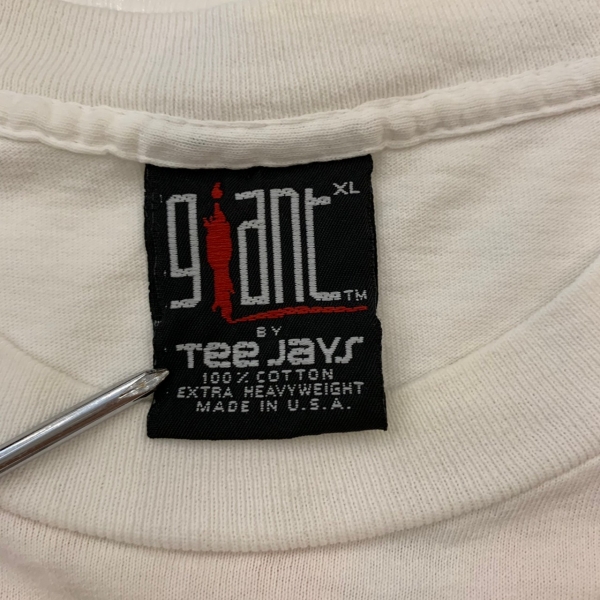 giant XL
TM
BY
Tee Jays
100% COTTON
EXTRA HEAVYWEIGHT
MADE IN U.S.A.